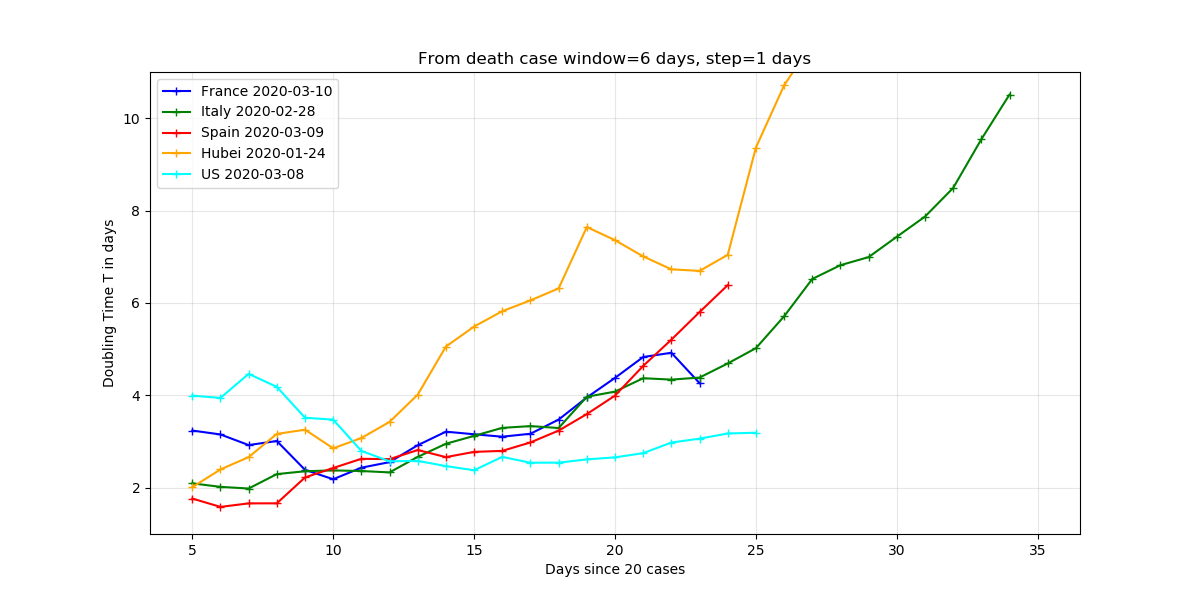 From death case window=6 days, step=1 days
France 2020-03-10
Italy 2020-02-28
Spain 2020-03-09
Hubei 2020-01-24
US 2020-03-08
Doubling Time T in days
10
8
6
4
2
5 10 15 20 25 30 35
Days since 20 cases